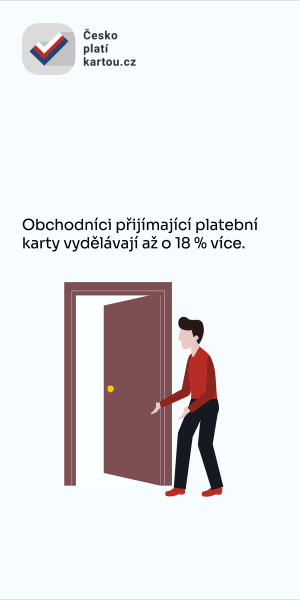 Česko
platí
kartou.cz
Obchodníci přijímající platební
karty vydělávají až o 18 % více.